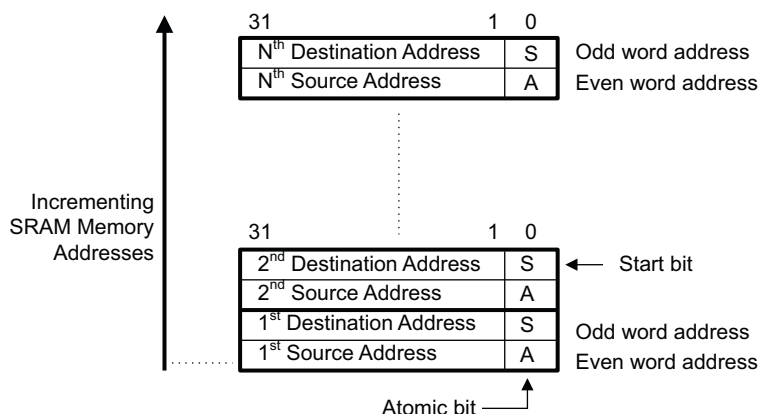 31 1 0
Nth Destination Address S Odd word address
Nth Source Address A Even word address
Incrementing
SRAM Memory
Addresses
31 1 0
2nd Destination Address S Start bit
2nd Source Address A
1st Destination Address S Odd word address
1st Source Address A Even word address
Atomic bit